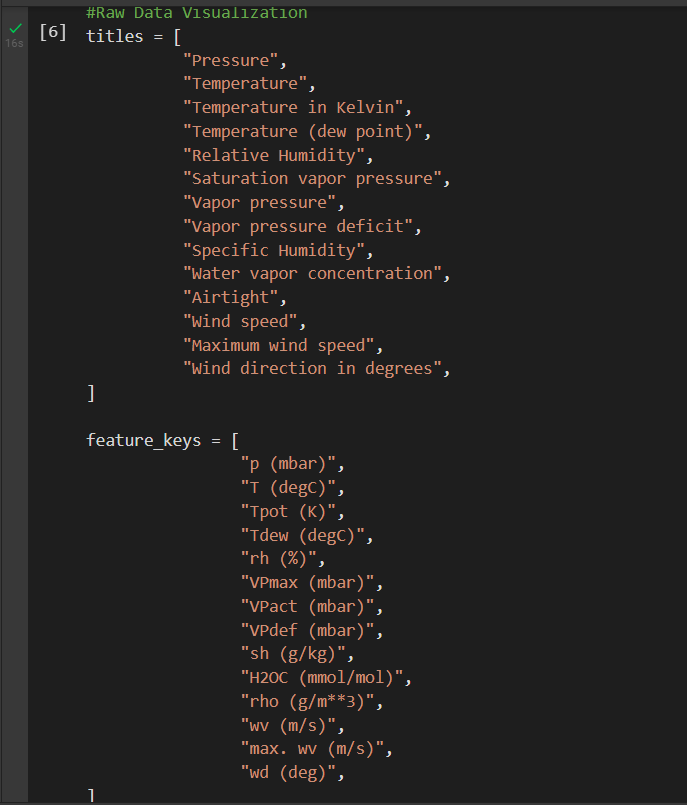 #Raw Data Visualization
16s
[6]
titles = [
"Pressure",
"Temperature",
"Temperature in Kelvin",
"Temperature (dew point)",
"Relative Humidity",
"Saturation vapor pressure",
"Vapor pressure",
"Vapor pressure deficit",
"Specific Humidity",
"Water vapor concentration",
"Airtight",
"Wind speed",
"Maximum wind speed",
"Wind direction in degrees",
]
feature_keys = [
"p (mbar)",
"T (degC)",
"Tpot (K)",
"Tdew (degC)",
"rh (%)",
"VPmax (mbar)",
"VPact (mbar)",
"VPdef (mbar)",
"sh (g/kg)",
"H2OC (mmol/mol)",
"rho (g/m**3)",
"wv (m/s)",
"max. wv (m/s)",
"wd (deg)",
]